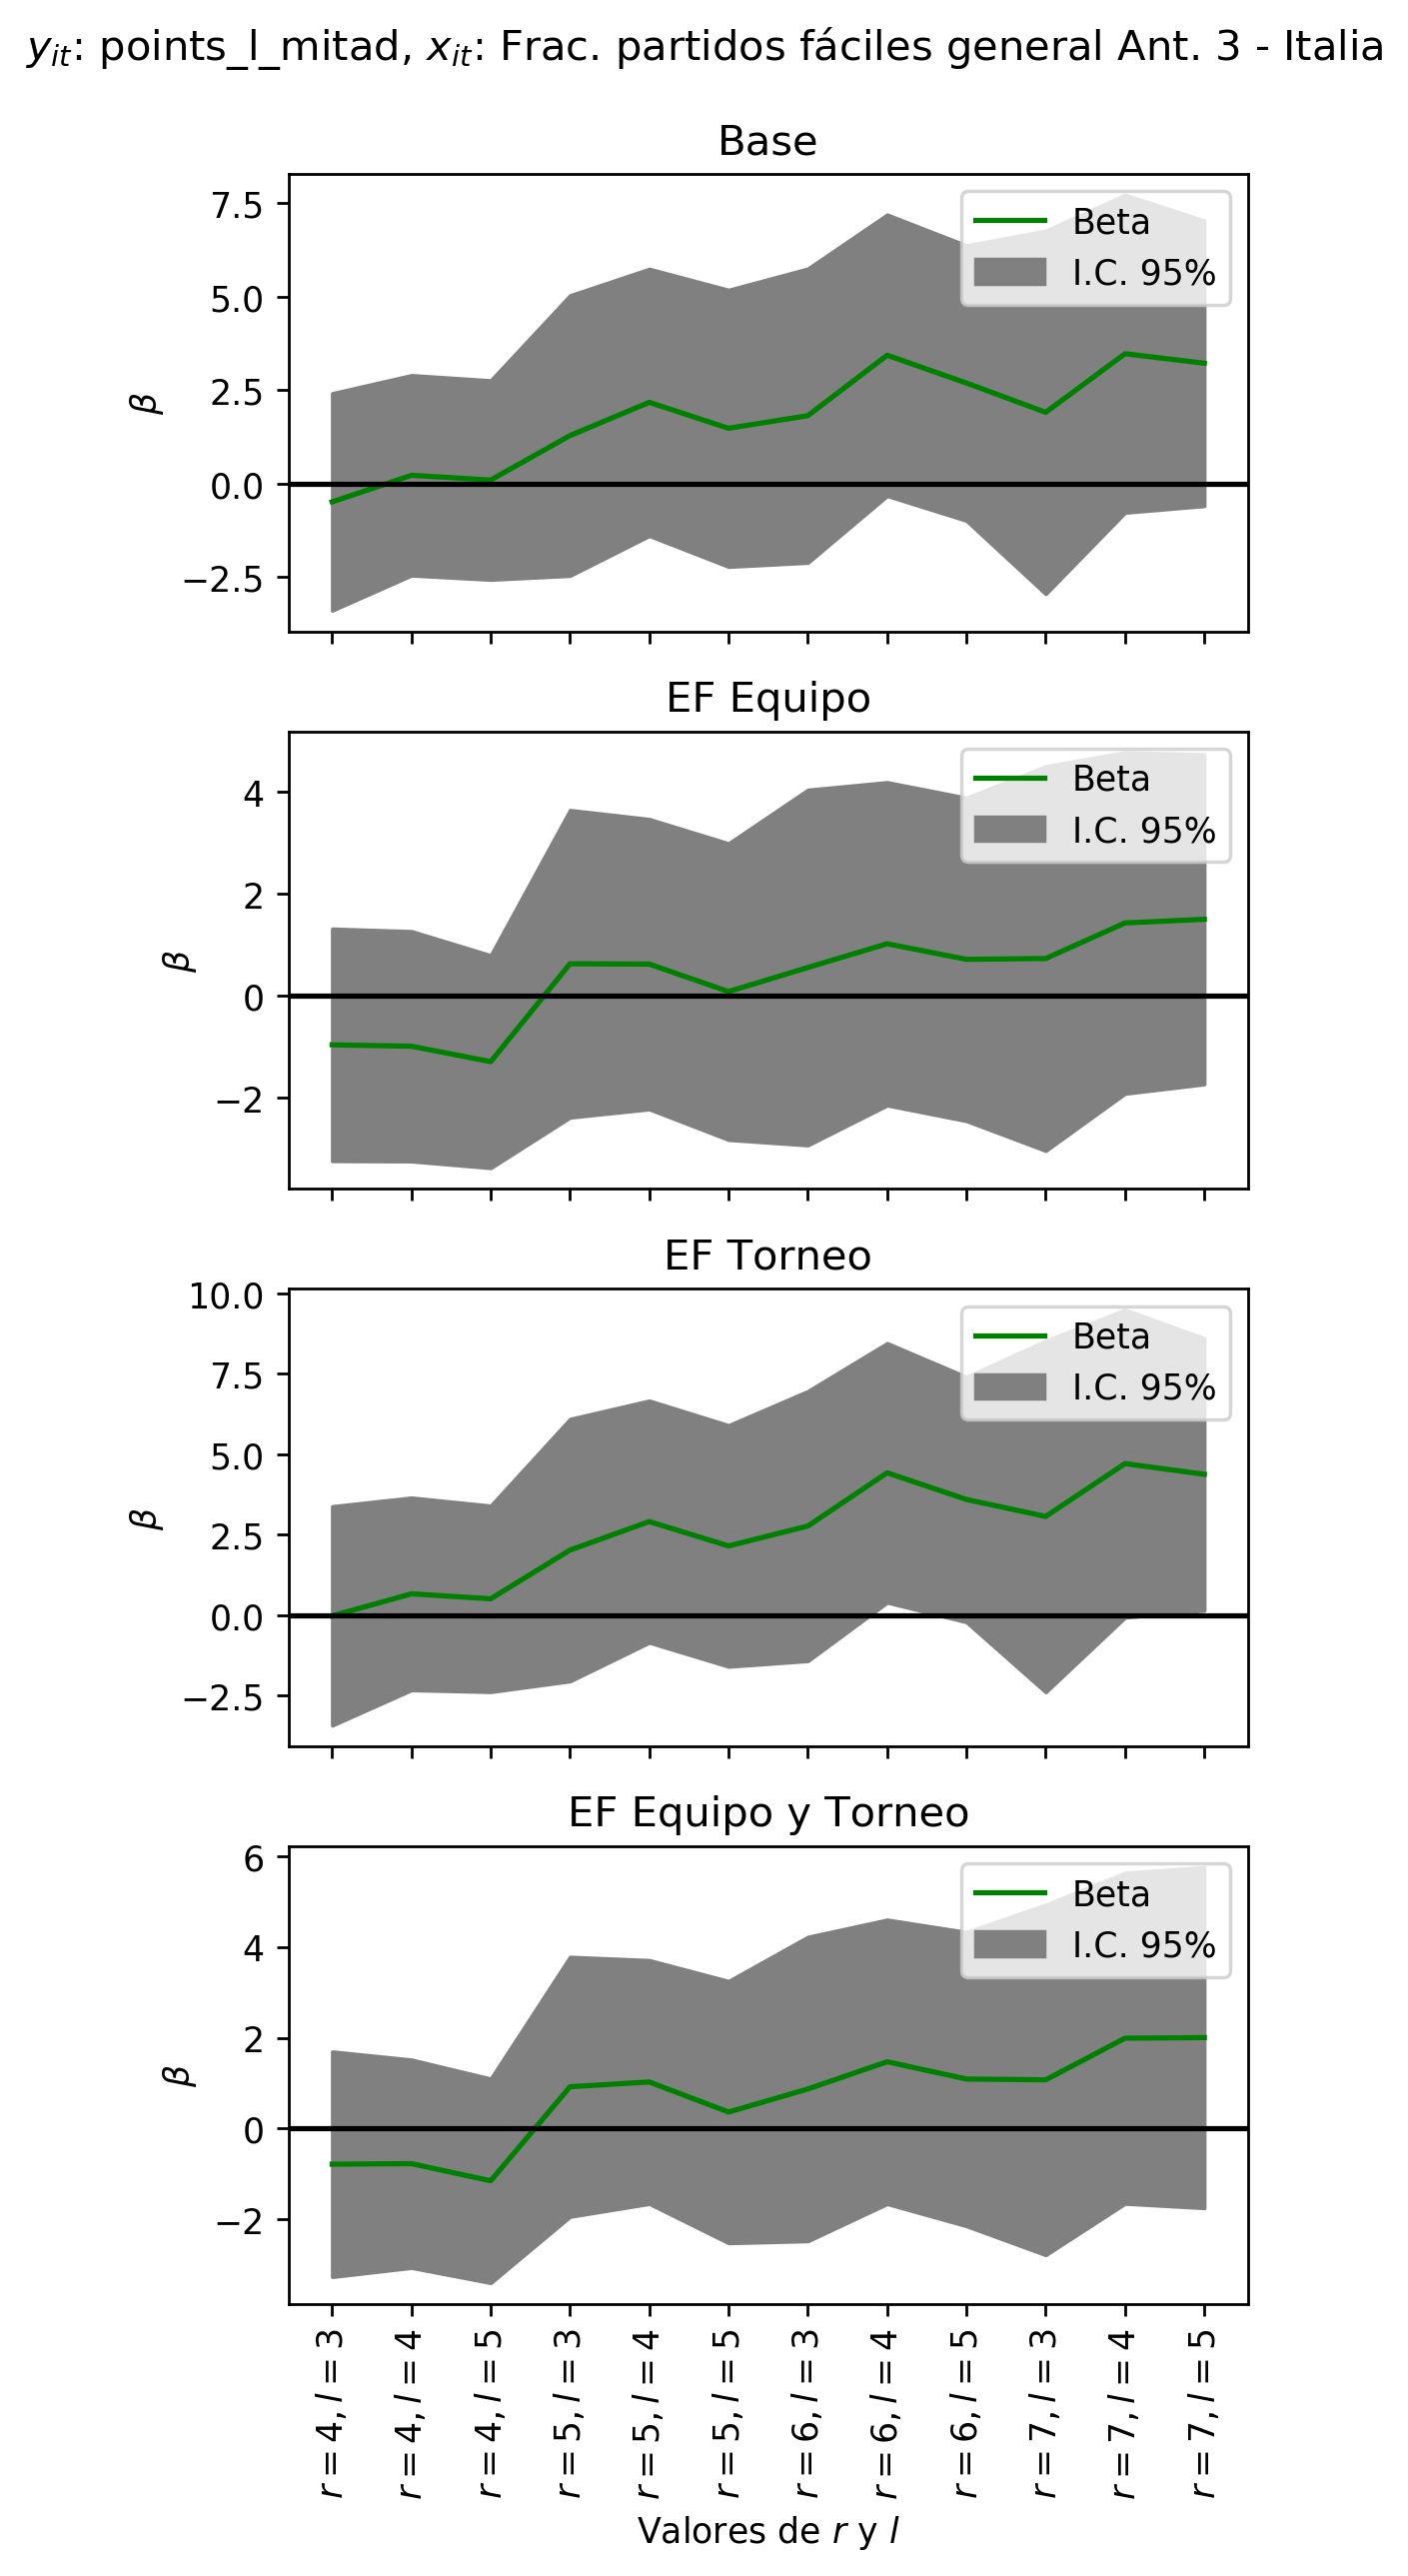 y_it: points_l_mitad, x_it: Frac. partidos fáciles general Ant. 3 - Italia
Base
7.5
5.0
2.5
0.0
−2.5
β
Beta
I.C. 95%
EF Equipo
4
2
0
−2
β
Beta
I.C. 95%
EF Torneo
10.0
7.5
5.0
2.5
0.0
−2.5
β
Beta
I.C. 95%
EF Equipo y Torneo
6
4
2
0
−2
β
Beta
I.C. 95%
r = 4, l = 3
r = 4, l = 4
r = 4, l = 5
r = 5, l = 3
r = 5, l = 4
r = 5, l = 5
r = 6, l = 3
r = 6, l = 4
r = 6, l = 5
r = 7, l = 3
r = 7, l = 4
r = 7, l = 5
Valores de r y l